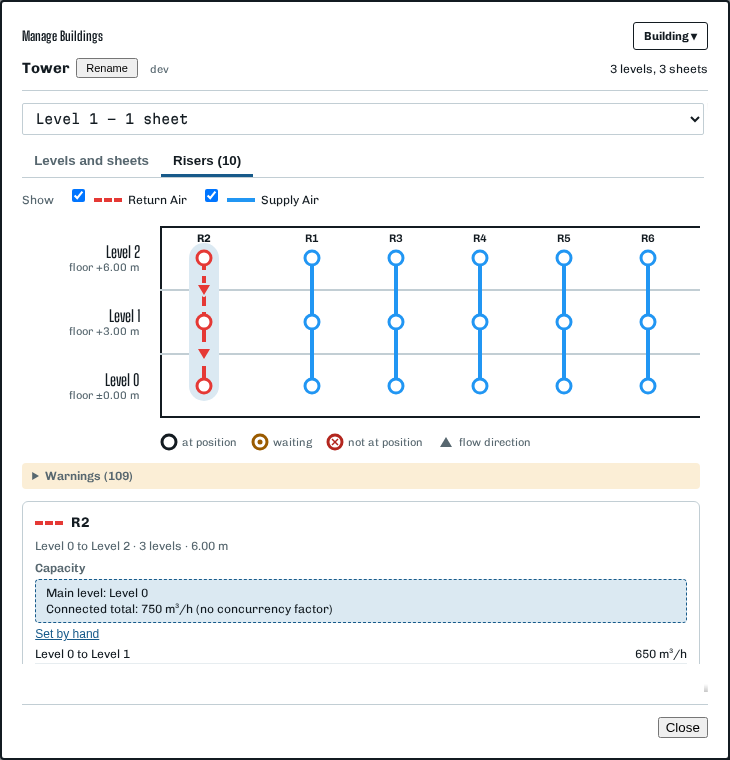 Manage Buildings
Building ▾
Tower Rename dev 3 levels, 3 sheets
Level 1 – 1 sheet
Levels and sheets Risers (10)
Show Return Air Supply Air
R2 R1 R3 R4 R5 R6
Level 2
floor +6.00 m
Level 1
floor +3.00 m
Level 0
floor ±0.00 m
at position waiting not at position flow direction
Warnings (109)
R2
Level 0 to Level 2 · 3 levels · 6.00 m
Capacity
Main level: Level 0
Connected total: 750 m³/h (no concurrency factor)
Set by hand
Level 0 to Level 1 650 m³/h
Close